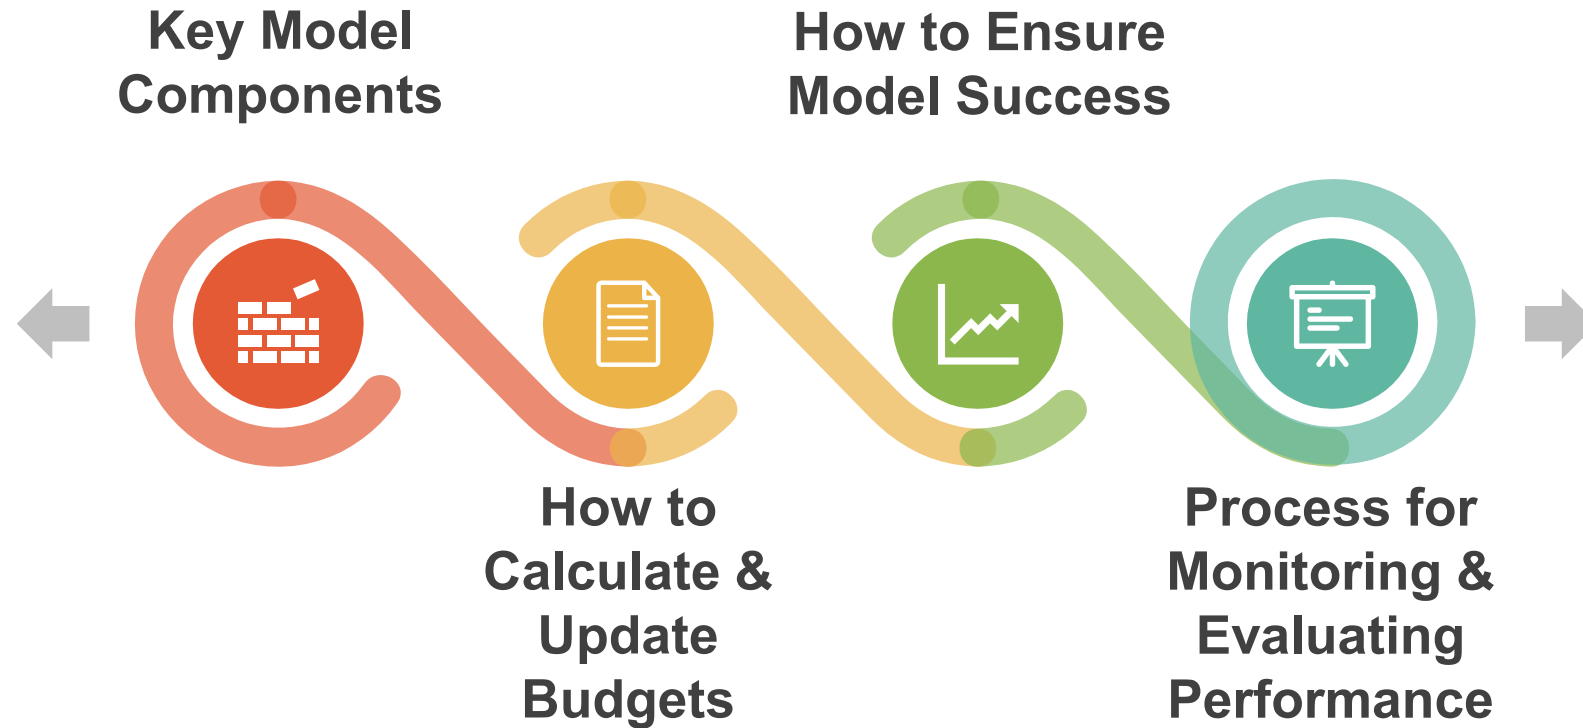 Key Model
Components
How to Ensure
Model Success
How to
Calculate &
Update
Budgets
Process for
Monitoring &
Evaluating
Performance